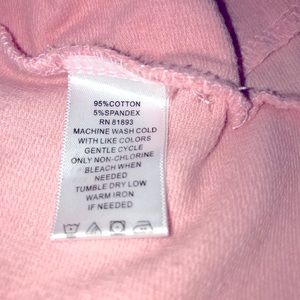 95%COTTON
5%SPANDEX
RN 81893
MACHINE WASH COLD
WITH LIKE COLORS
GENTLE CYCLE
ONLY NON-CHLORINE
BLEACH WHEN
NEEDED
TUMBLE DRY LOW
WARM IRON
IF NEEDED